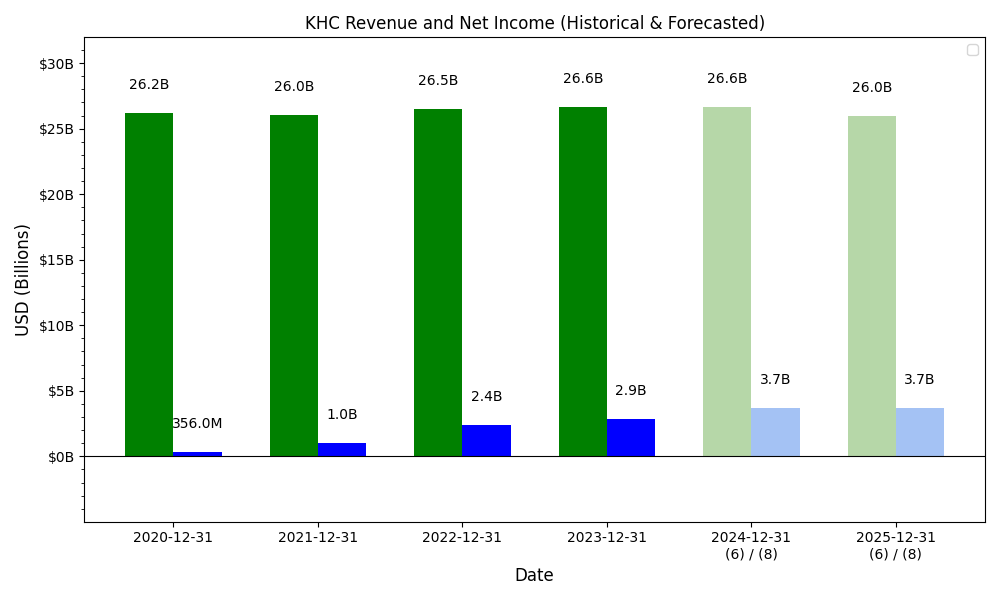 KHC Revenue and Net Income (Historical & Forecasted)
USD (Billions)
$30B
$25B
$20B
$15B
$10B
$5B
$0B
26.2B
356.0M
26.0B
1.0B
26.5B
2.4B
26.6B
2.9B
26.6B
3.7B
26.0B
3.7B
2020-12-31
2021-12-31
2022-12-31
2023-12-31
2024-12-31
(6) / (8)
2025-12-31
(6) / (8)
Date